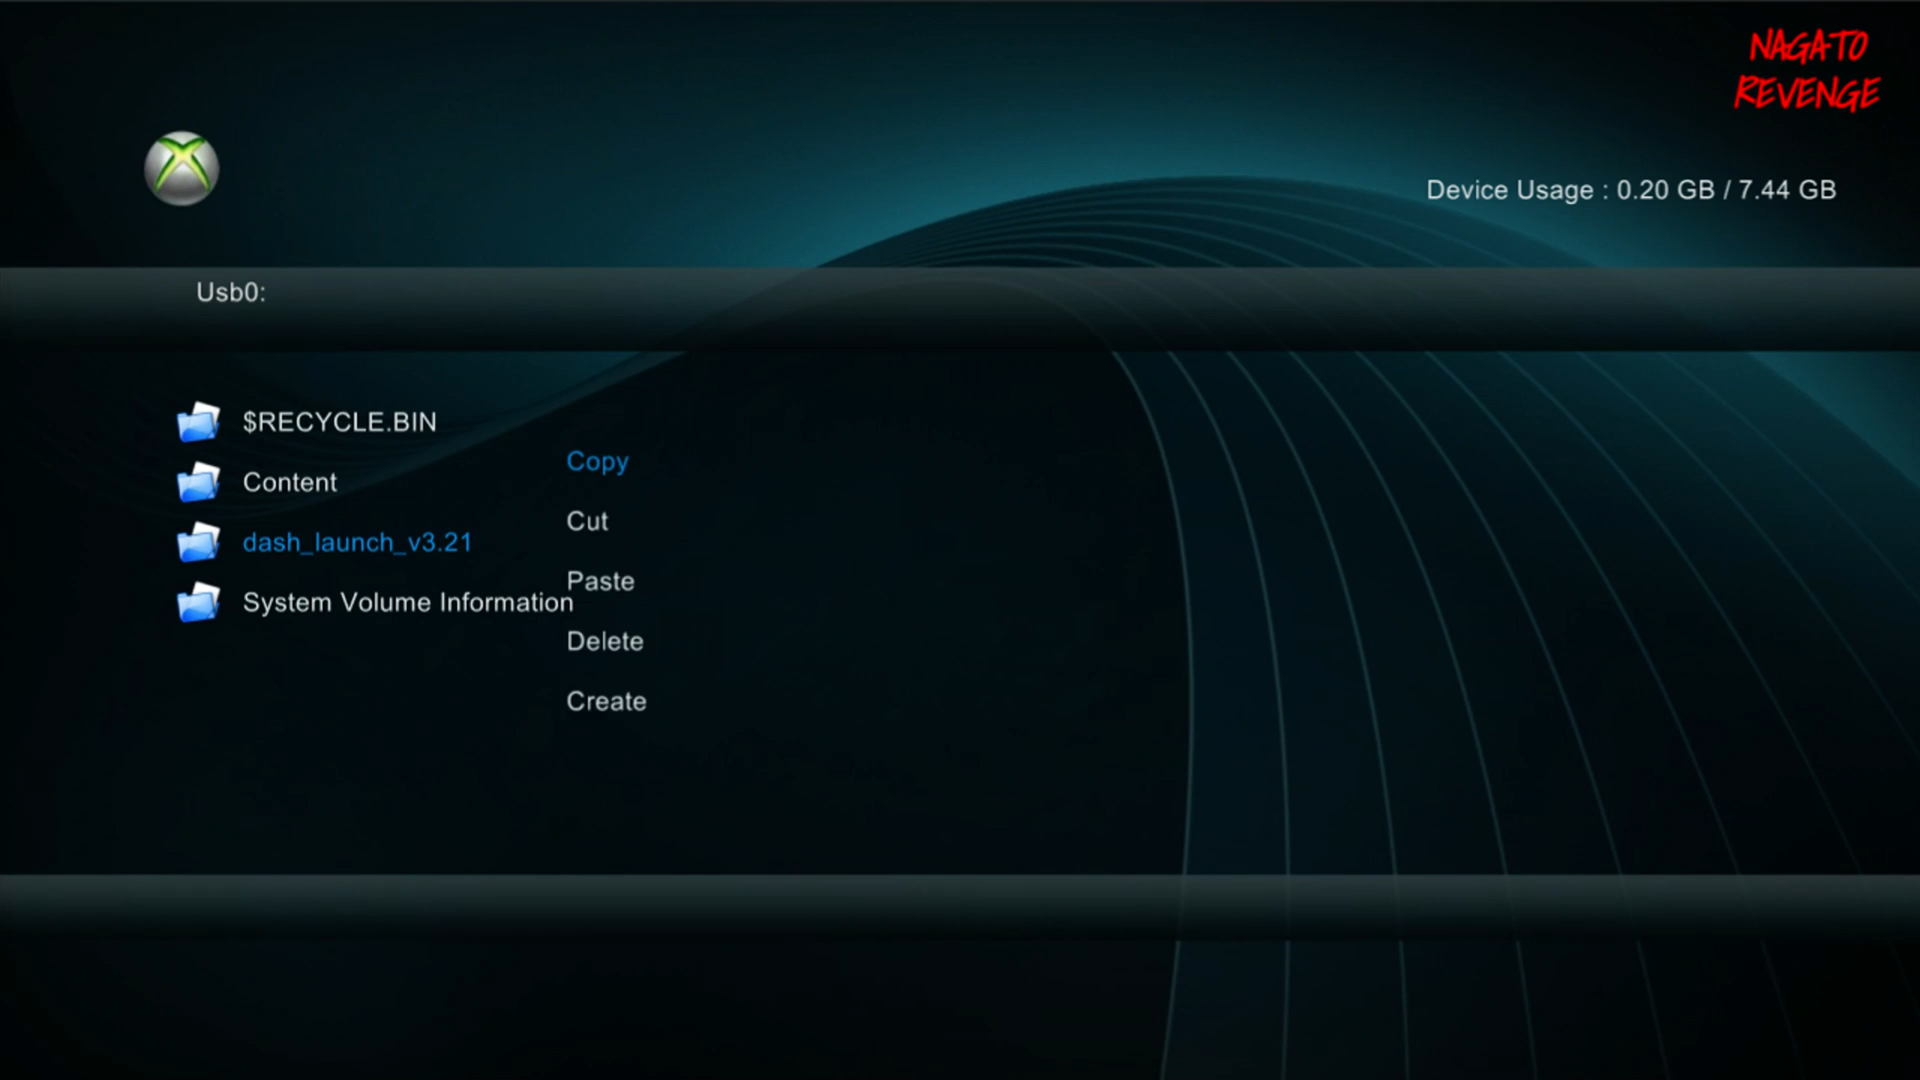 NAGATO
REVENGE
Device Usage : 0.20 GB / 7.44 GB
Usb0:
$RECYCLE.BIN
Content
dash_launch_v3.21
System Volume Information
Copy
Cut
Paste
Delete
Create